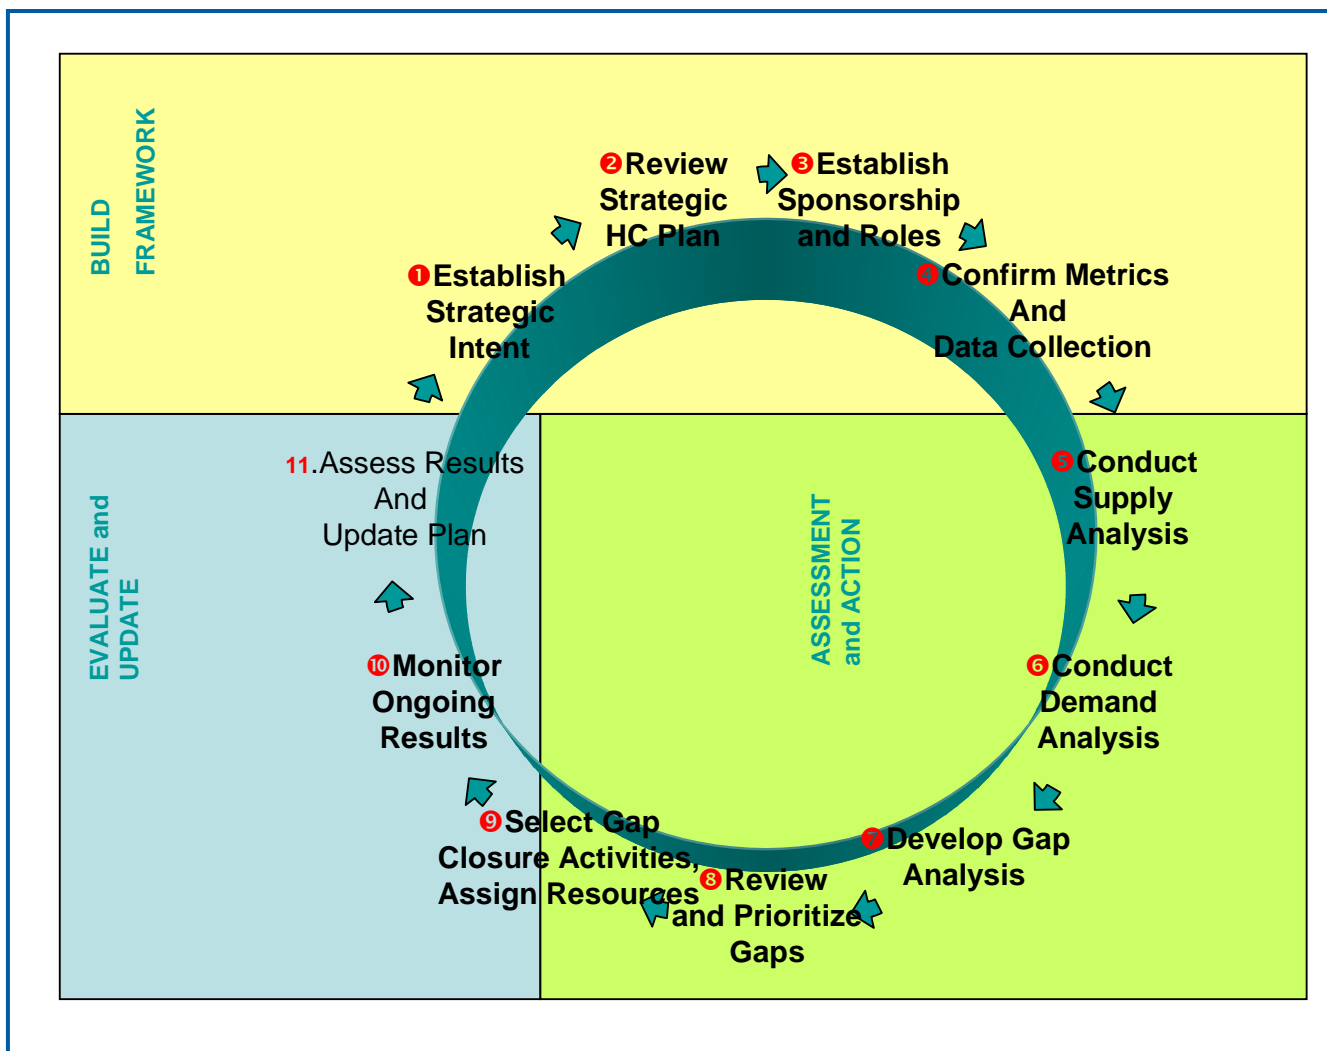 BUILD
FRAMEWORK
❶Establish
Strategic
Intent
❷Review
Strategic
HC Plan
❸Establish
Sponsorship
and Roles
❹Confirm Metrics
And
Data Collection
❺Conduct
Supply
Analysis
❻Conduct
Demand
Analysis
❼Develop Gap
Analysis
❽Review
and Prioritize
Gaps
❾Select Gap
Closure Activities,
Assign Resources
❿Monitor
Ongoing
Results
11.Assess Results
And
Update Plan
EVALUATE and
UPDATE
ASSESSMENT
and ACTION